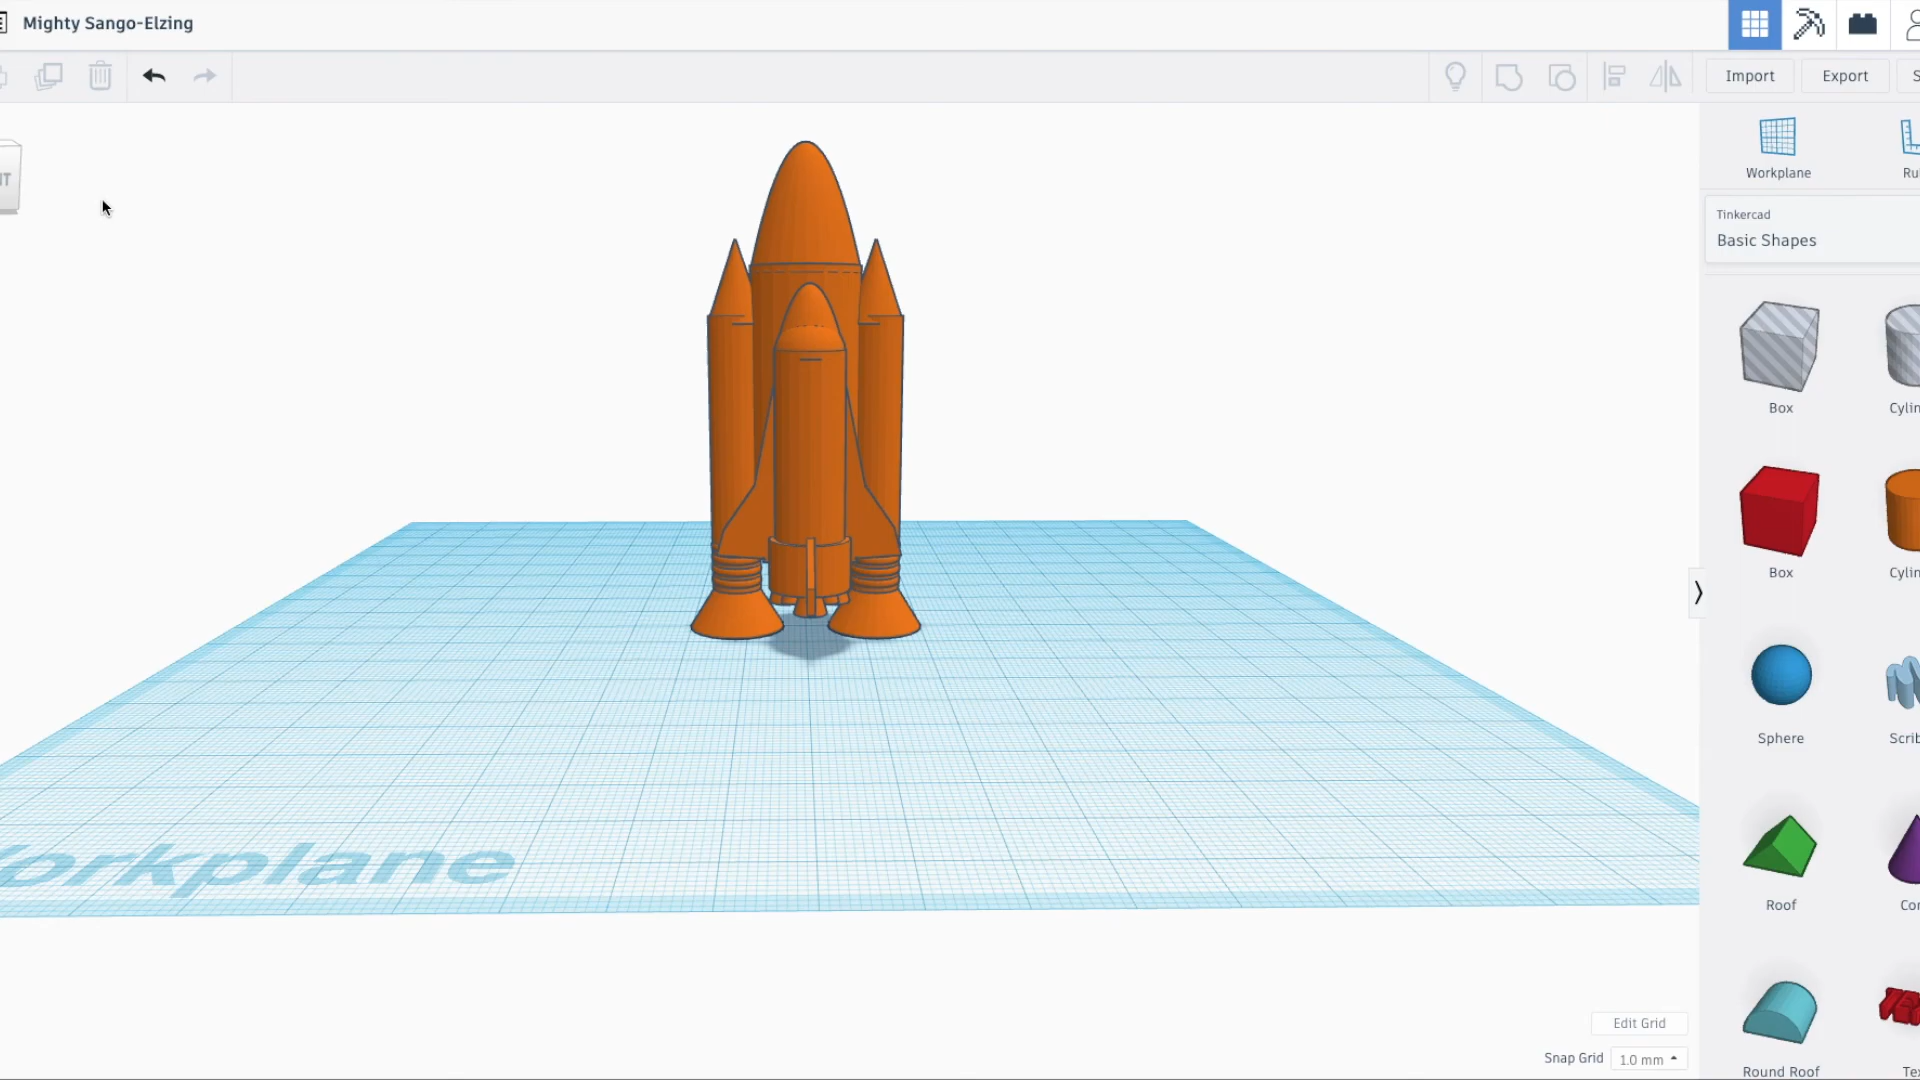 Mighty Sango-Elzing
Import
Export
Workplane
Tinkercad
Basic Shapes
Box
Box
Sphere
Roof
Round Roof
Edit Grid
Snap Grid 1.0 mm